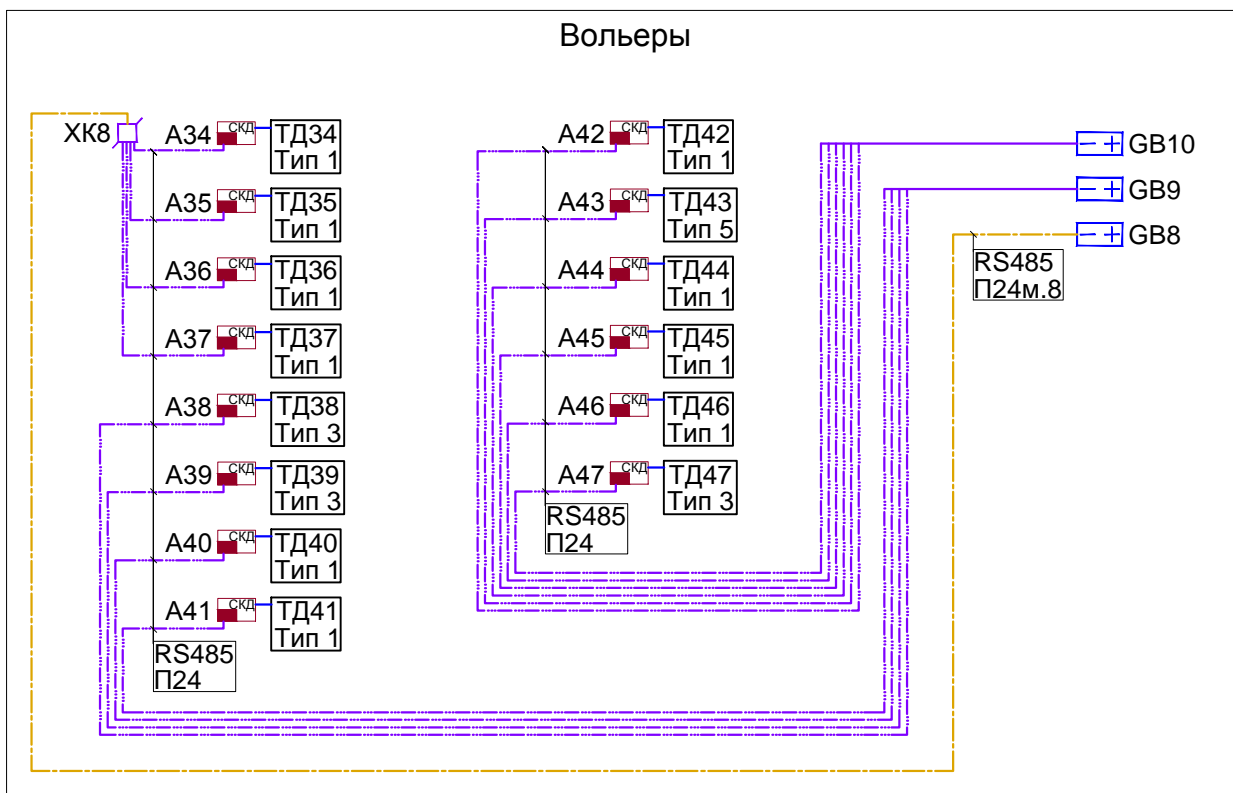 Вольеры
ХК8
А34
СКД
ТД34
Тип 1
А35
СКД
ТД35
Тип 1
А36
СКД
ТД36
Тип 1
А37
СКД
ТД37
Тип 1
А38
СКД
ТД38
Тип 3
А39
СКД
ТД39
Тип 3
А40
СКД
ТД40
Тип 1
А41
СКД
ТД41
Тип 1
RS485
П24
А42
СКД
ТД42
Тип 1
А43
СКД
ТД43
Тип 5
А44
СКД
ТД44
Тип 1
А45
СКД
ТД45
Тип 1
А46
СКД
ТД46
Тип 1
А47
СКД
ТД47
Тип 3
RS485
П24
− + GB10
− + GB9
− + GB8
RS485
П24м.8